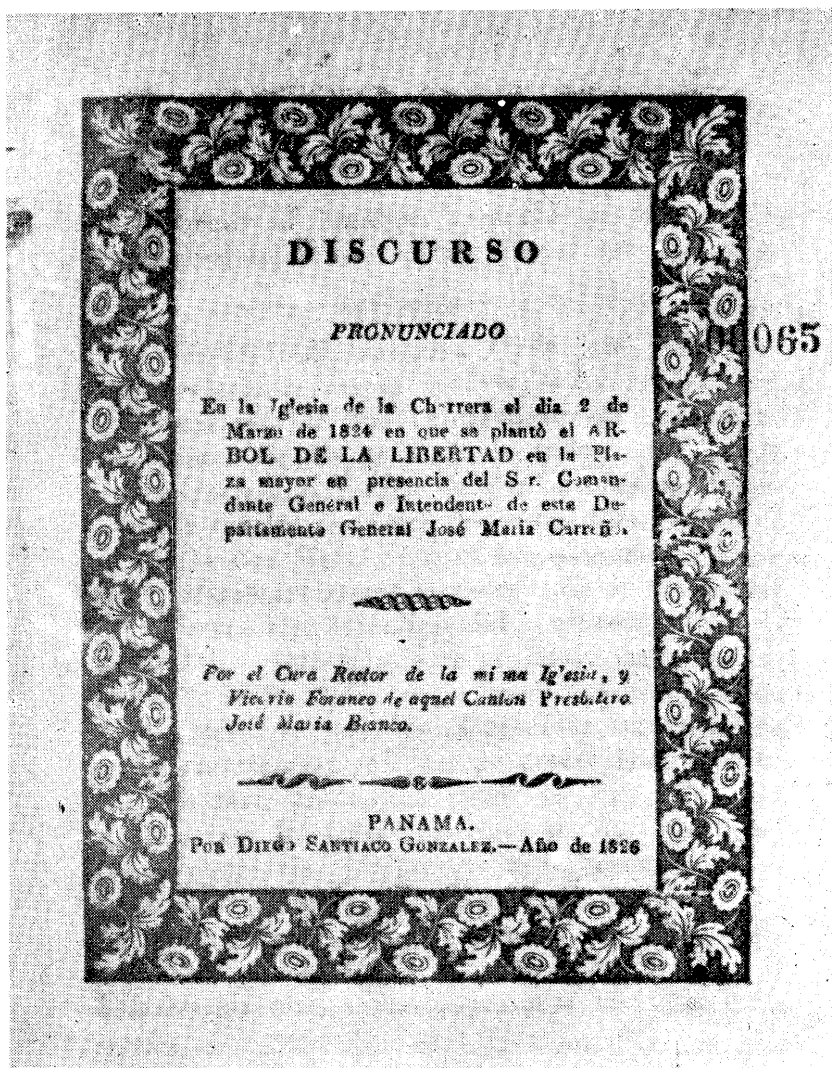 DISCURSO
PRONUNCIADO
065
En la Iglesia de la Chorrera el dia 2 de
Marzo de 1824 en que se plantò el AR-
BOL DE LA LIBERTAD en la Pla-
za mayor en presencia del S r. Coman-
dante General e Intendente de este De-
partamento General José Maria Carreño.
Por el Cura Rector de la misma Iglesia, y
Vicario Foraneo de aquel Canton Presbitero
José Maria Blanco.
PANAMA.
POR DIEGO SANTIAGO GONZALEZ.—Año de 1826